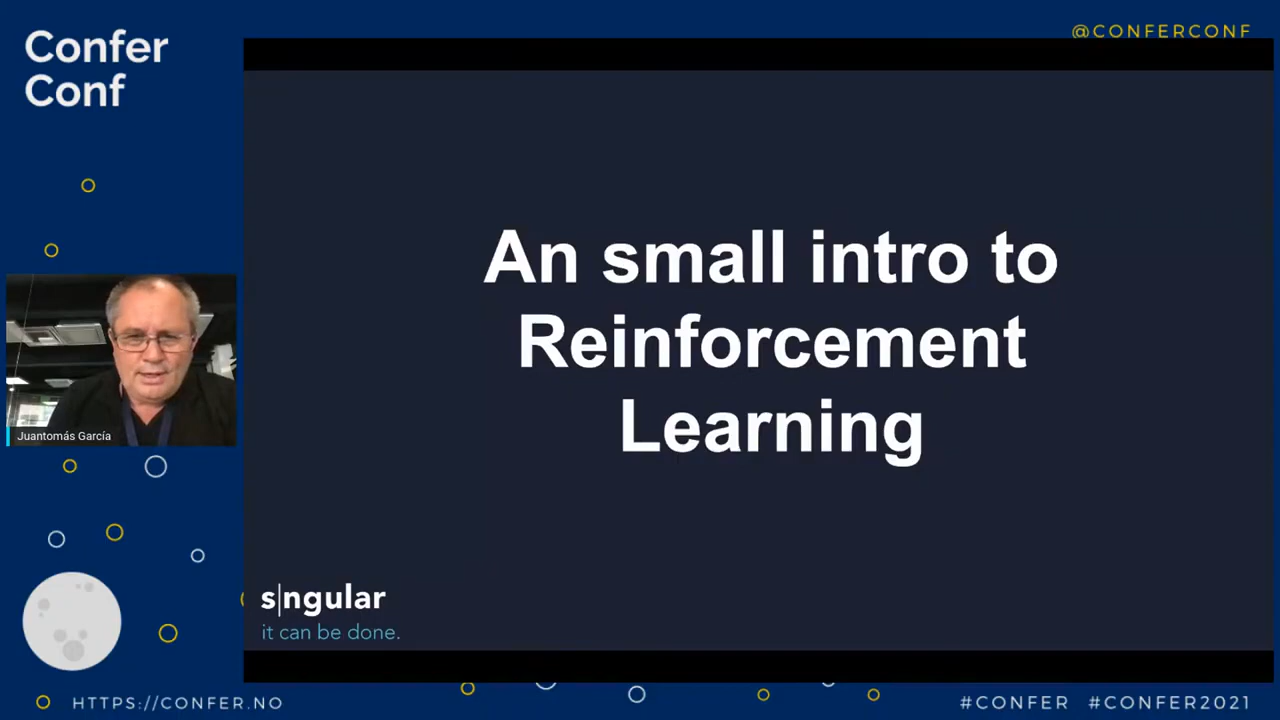 Confer
Conf
@CONFERCONF
An small intro to
Reinforcement
Learning
Juantomás García
s|ngular
it can be done.
HTTPS://CONFER.NO
#CONFER #CONFER2021